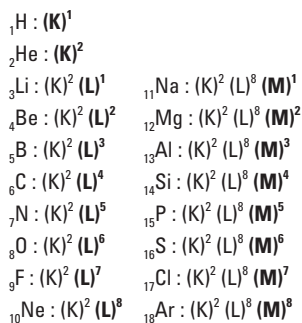 ₁H : (K)¹
₂He : (K)²
₃Li : (K)² (L)¹ ₁₁Na : (K)² (L)⁸ (M)¹
₄Be : (K)² (L)² ₁₂Mg : (K)² (L)⁸ (M)²
₅B : (K)² (L)³ ₁₃Al : (K)² (L)⁸ (M)³
₆C : (K)² (L)⁴ ₁₄Si : (K)² (L)⁸ (M)⁴
₇N : (K)² (L)⁵ ₁₅P : (K)² (L)⁸ (M)⁵
₈O : (K)² (L)⁶ ₁₆S : (K)² (L)⁸ (M)⁶
₉F : (K)² (L)⁷ ₁₇Cl : (K)² (L)⁸ (M)⁷
₁₀Ne : (K)² (L)⁸ ₁₈Ar : (K)² (L)⁸ (M)⁸